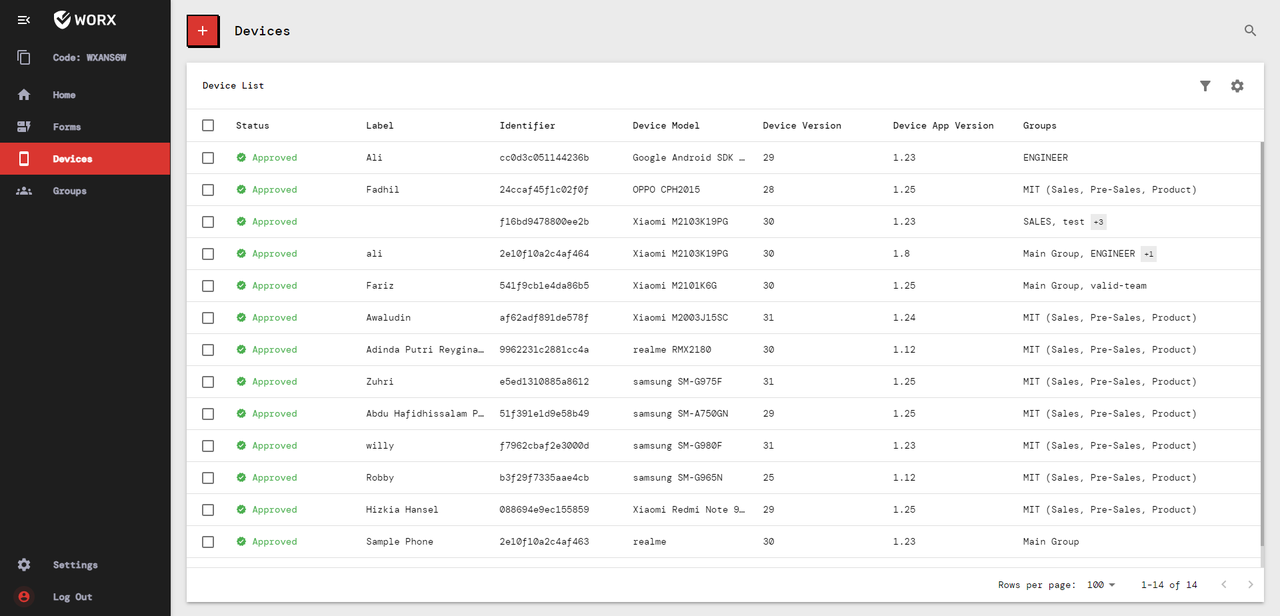 WORX
Code: WXANS6W
Home
Forms
Devices
Groups
Settings
Log Out
+ Devices
Device List
Status Label Identifier Device Model Device Version Device App Version Groups
Approved Ali cc0d3c051144236b Google Android SDK … 29 1.23 ENGINEER
Approved Fadhil 24ccaf45f1c02f0f OPPO CPH2015 28 1.25 MIT (Sales, Pre-Sales, Product)
Approved f16bd9478800ee2b Xiaomi M2103K19PG 30 1.23 SALES, test +3
Approved ali 2e10f10a2c4af464 Xiaomi M2103K19PG 30 1.8 Main Group, ENGINEER +1
Approved Fariz 541f9cb1e4da86b5 Xiaomi M2101K6G 30 1.25 Main Group, valid-team
Approved Awaludin af62adf891de578f Xiaomi M2003J15SC 31 1.24 MIT (Sales, Pre-Sales, Product)
Approved Adinda Putri Reygina… 9962231c2881cc4a realme RMX2180 30 1.12 MIT (Sales, Pre-Sales, Product)
Approved Zuhri e5ed1310885a8612 samsung SM-G975F 31 1.25 MIT (Sales, Pre-Sales, Product)
Approved Abdu Hafidhissalam P… 51f391e1d9e58b49 samsung SM-A750GN 29 1.25 MIT (Sales, Pre-Sales, Product)
Approved willy f7962cbaf2e3000d samsung SM-G980F 31 1.23 MIT (Sales, Pre-Sales, Product)
Approved Robby b3f29f7335aae4cb samsung SM-G965N 25 1.12 MIT (Sales, Pre-Sales, Product)
Approved Hizkia Hansel 088694e9ec155859 Xiaomi Redmi Note 9… 29 1.25 MIT (Sales, Pre-Sales, Product)
Approved Sample Phone 2e10f10a2c4af463 realme 30 1.23 Main Group
Rows per page: 100 1-14 of 14